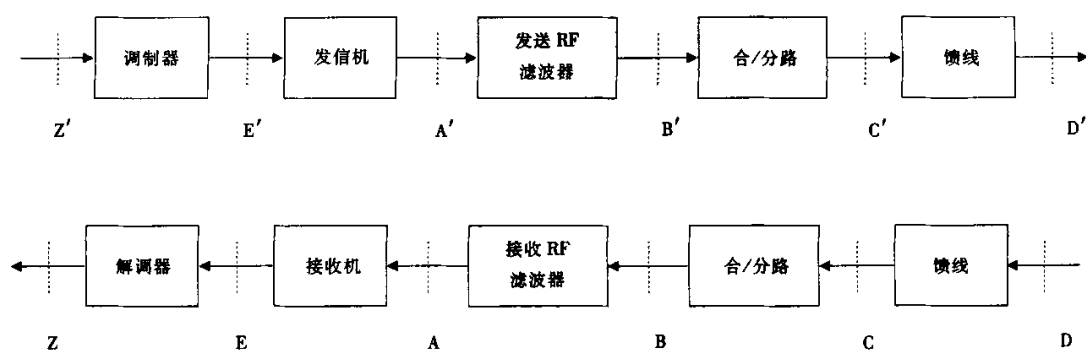 调制器
发信机
发送 RF
滤波器
合/分路
馈线
Z′
E′
A′
B′
C′
D′
解调器
接收机
接收 RF
滤波器
合/分路
馈线
Z
E
A
B
C
D